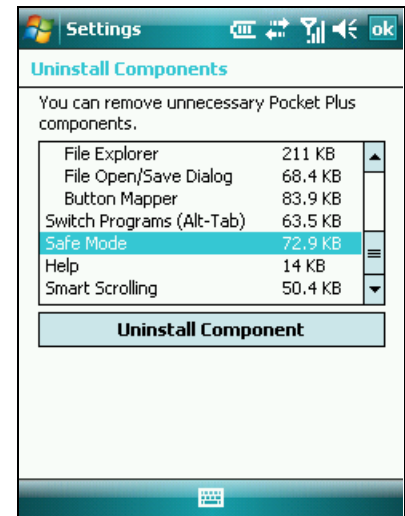 Settings
ok
Uninstall Components
You can remove unnecessary Pocket Plus
components.
File Explorer 211 KB
File Open/Save Dialog 68.4 KB
Button Mapper 83.9 KB
Switch Programs (Alt-Tab) 63.5 KB
Safe Mode 72.9 KB
Help 14 KB
Smart Scrolling 50.4 KB
Uninstall Component